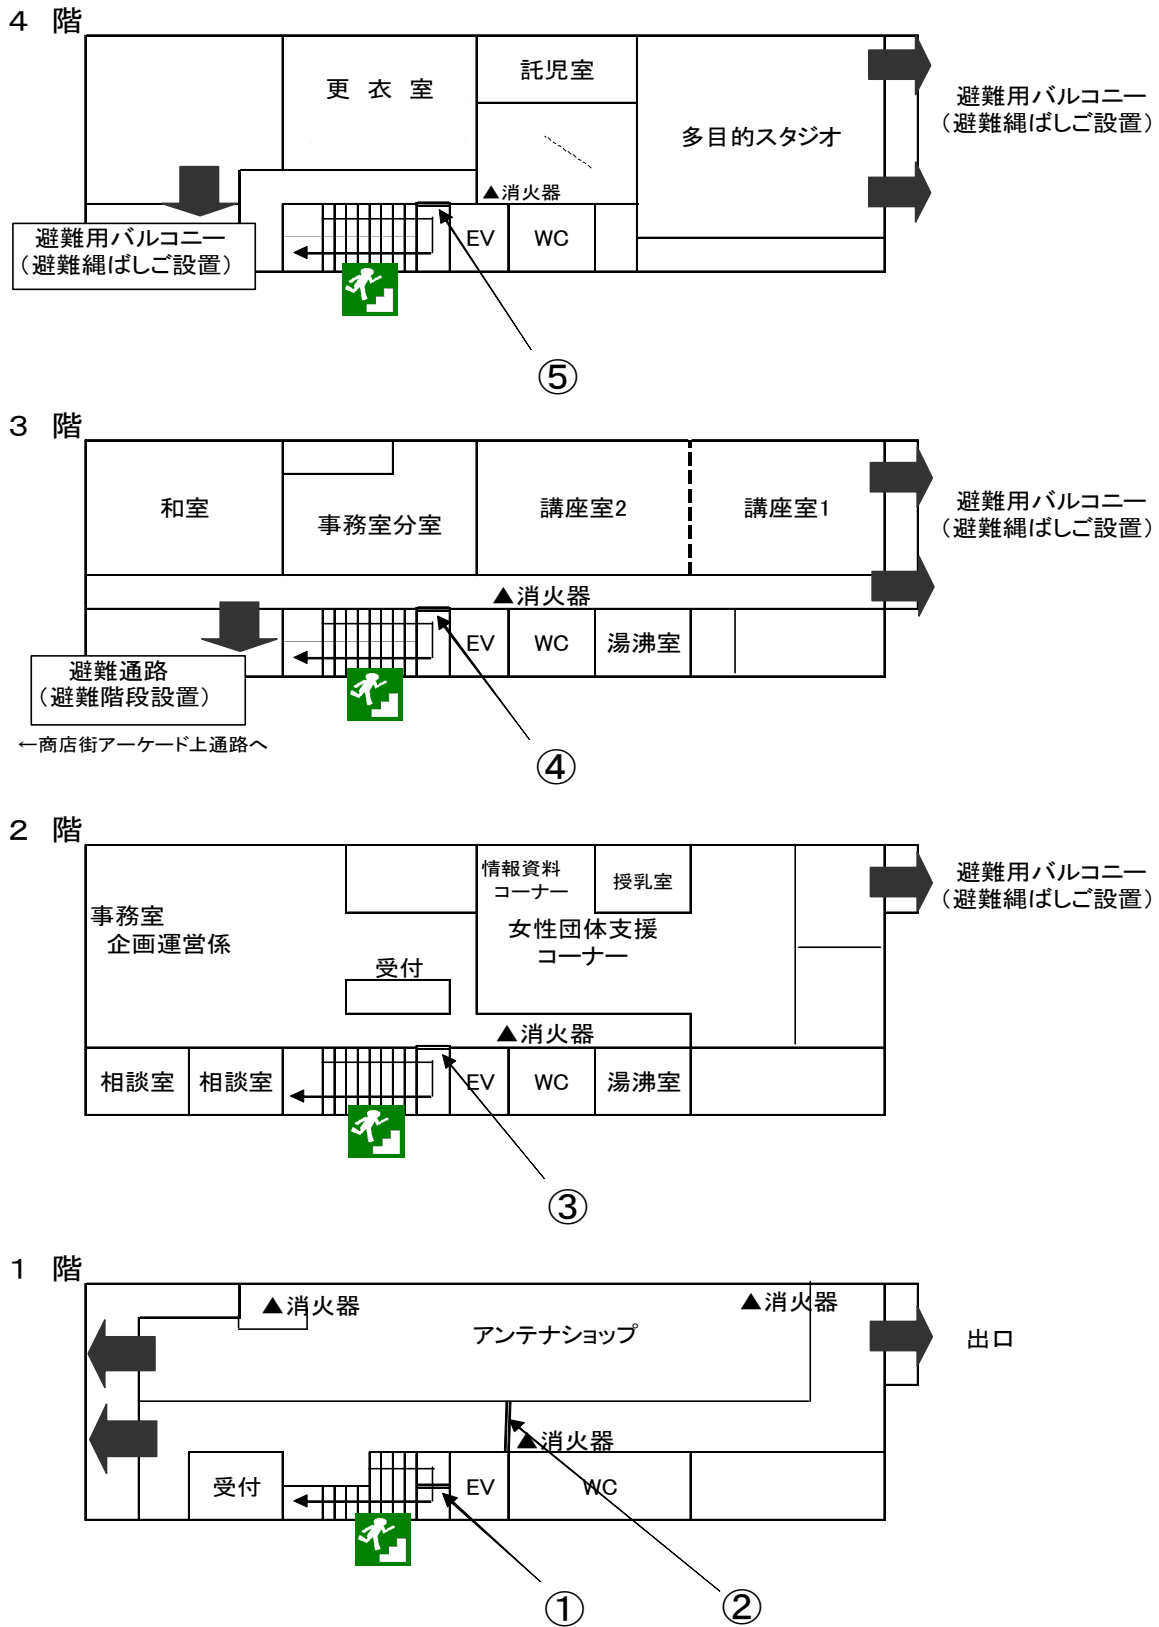 ４　階
更　衣　室
託児室
多目的スタジオ
避難用バルコニー
（避難縄ばしご設置）
▲消火器
避難用バルコニー
（避難縄ばしご設置）
EV
WC
⑤
３　階
和室
事務室分室
講座室2
講座室1
避難用バルコニー
（避難縄ばしご設置）
▲消火器
EV
WC
湯沸室
避難通路
（避難階段設置）
←商店街アーケード上通路へ
④
２　階
情報資料
コーナー
授乳室
避難用バルコニー
（避難縄ばしご設置）
事務室
企画運営係
女性団体支援
コーナー
受付
▲消火器
相談室
相談室
EV
WC
湯沸室
③
１　階
▲消火器
▲消火器
アンテナショップ
出口
▲消火器
受付
EV
WC
①
②